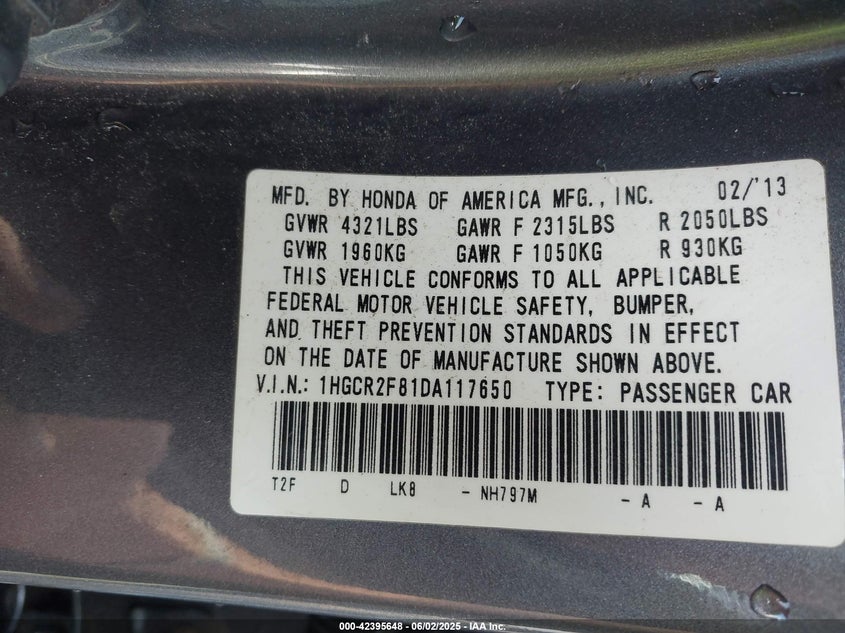 MFD. BY HONDA OF AMERICA MFG., INC. 02/'13
GVWR 4321LBS GAWR F 2315LBS R 2050LBS
GVWR 1960KG GAWR F 1050KG R 930KG
THIS VEHICLE CONFORMS TO ALL APPLICABLE
FEDERAL MOTOR VEHICLE SAFETY, BUMPER,
AND THEFT PREVENTION STANDARDS IN EFFECT
ON THE DATE OF MANUFACTURE SHOWN ABOVE.
V.I.N.: 1HGCR2F81DA117650 TYPE: PASSENGER CAR
T2F D LK8 - NH797M - A - A
000-42395648 - 06/02/2025 - IAA Inc.